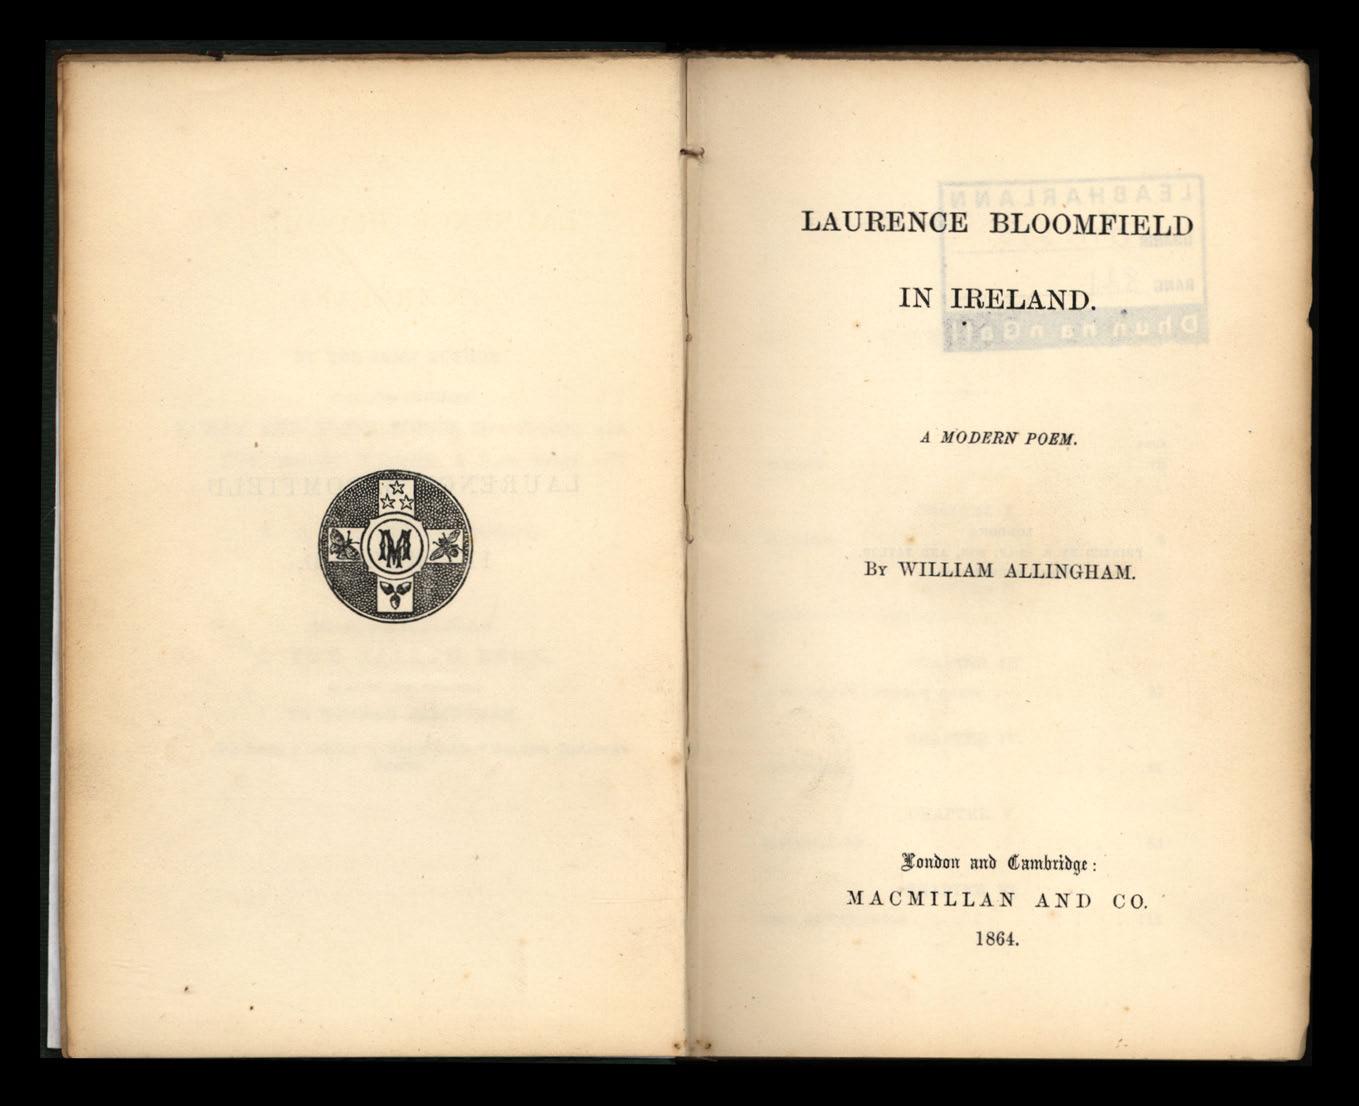 M
LAURENCE BLOOMFIELD
IN IRELAND.
A MODERN POEM.
BY WILLIAM ALLINGHAM.
London and Cambridge:
MACMILLAN AND CO.
1864.
LEABHARLANN
RANG
Dhun na nGall